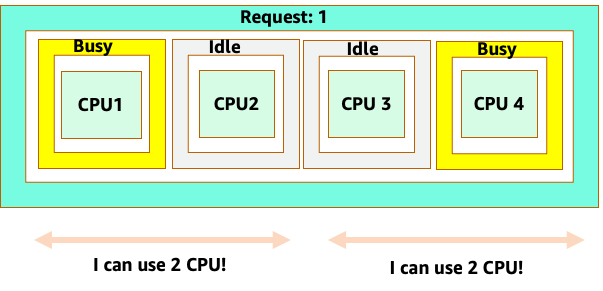 Request: 1
Busy
Idle
Idle
Busy
CPU1
CPU2
CPU 3
CPU 4
I can use 2 CPU!
I can use 2 CPU!